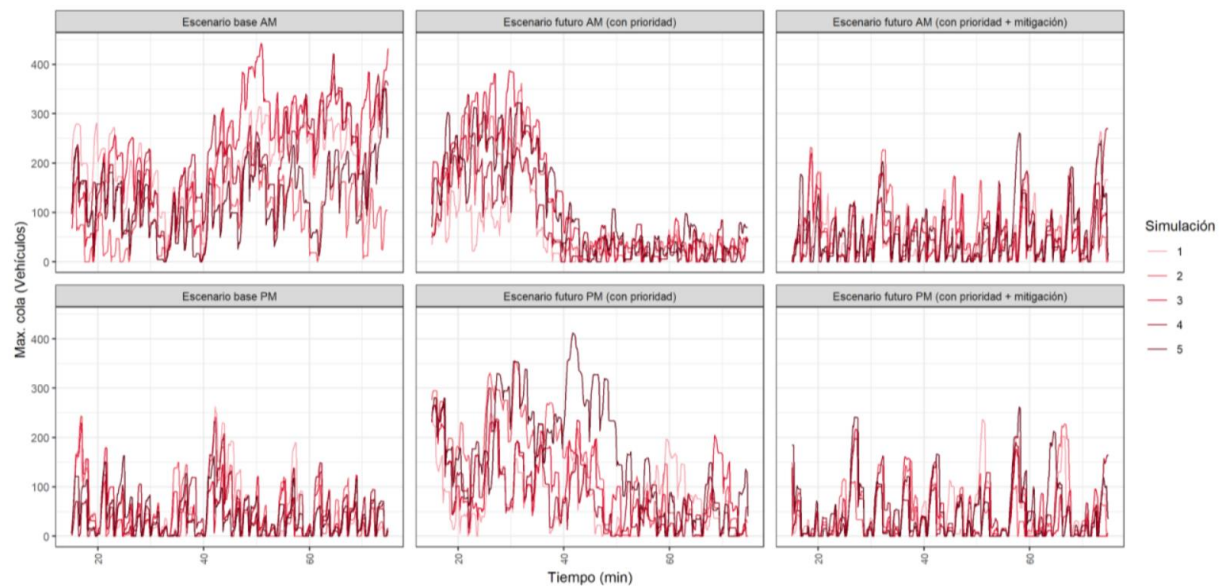 Escenario base AM
Escenario futuro AM (con prioridad)
Escenario futuro AM (con prioridad + mitigación)
400
300
200
100
0
Escenario base PM
Escenario futuro PM (con prioridad)
Escenario futuro PM (con prioridad + mitigación)
400
300
200
100
0
Max. cola (Vehículos)
20
40
60
20
40
60
20
40
60
Tiempo (min)
Simulación
1
2
3
4
5